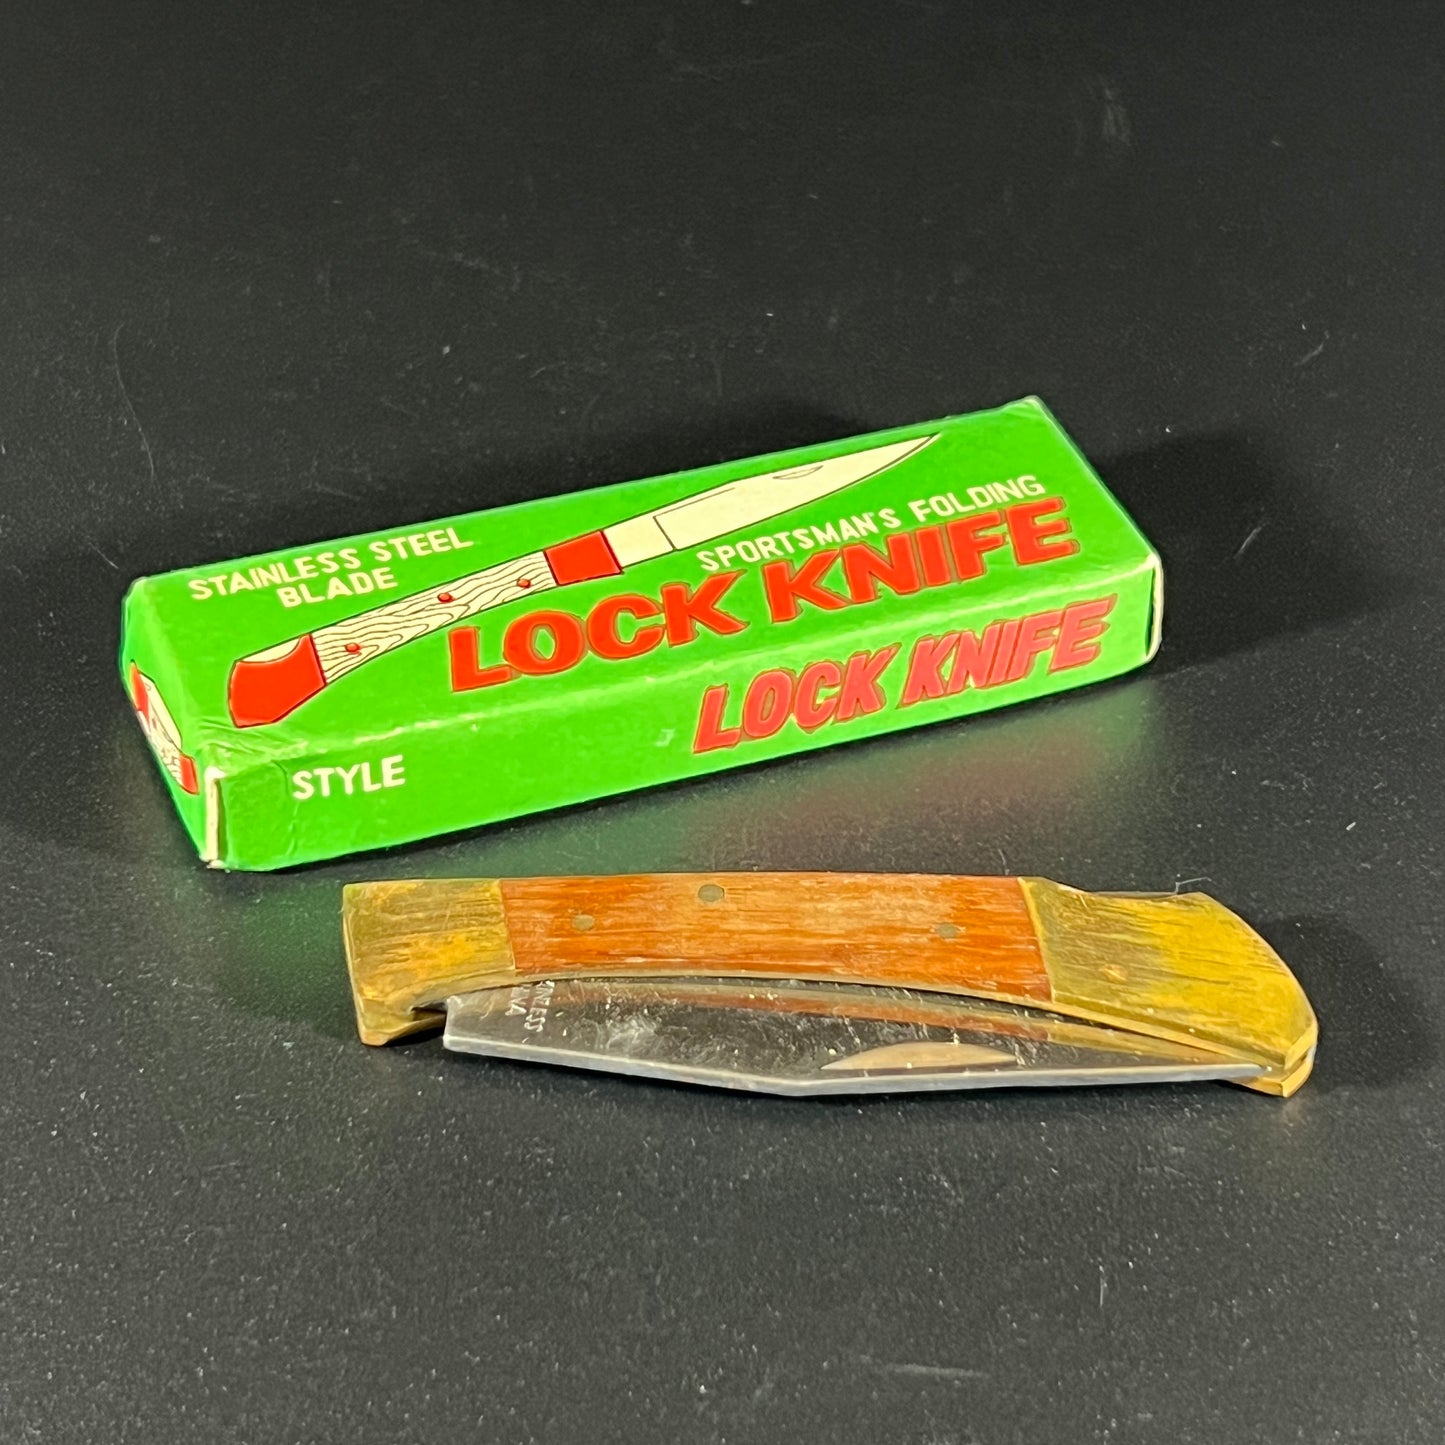 STAINLESS STEEL
BLADE
SPORTSMAN'S FOLDING
LOCK KNIFE
LOCK KNIFE
STYLE